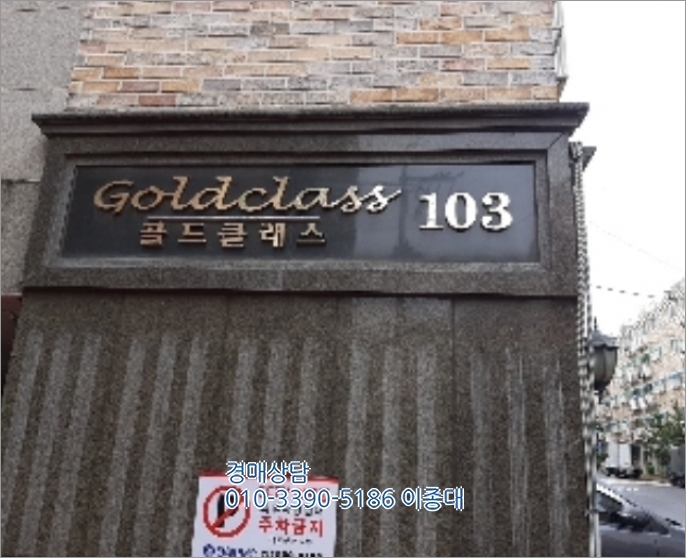 Goldclass 103
골드클래스
경매상담
010-3390-5186 이종대
주차금지